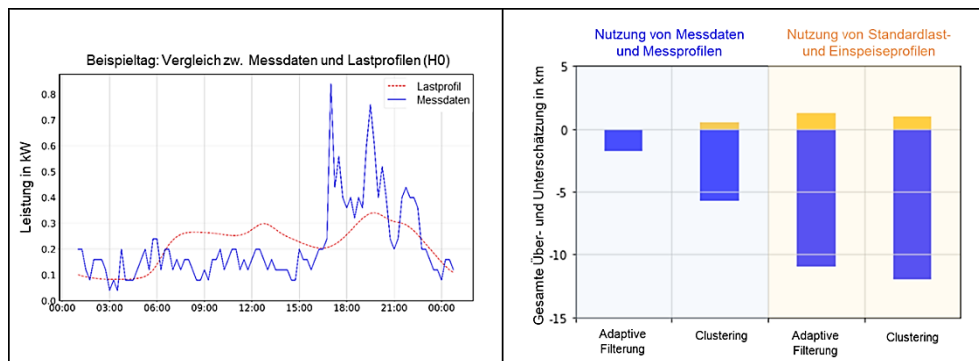 Beispieltag: Vergleich zw. Messdaten und Lastprofilen (H0)
Lastprofil
Messdaten
Leistung in kW
0.8
0.7
0.6
0.5
0.4
0.3
0.2
0.1
0.0
00:00
03:00
06:00
09:00
12:00
15:00
18:00
21:00
00:00
Nutzung von Messdaten
und Messprofilen
Nutzung von Standardlast-
und Einspeiseprofilen
Gesamte Über- und Unterschätzung in km
5
0
-5
-10
-15
Adaptive
Filterung
Clustering
Adaptive
Filterung
Clustering